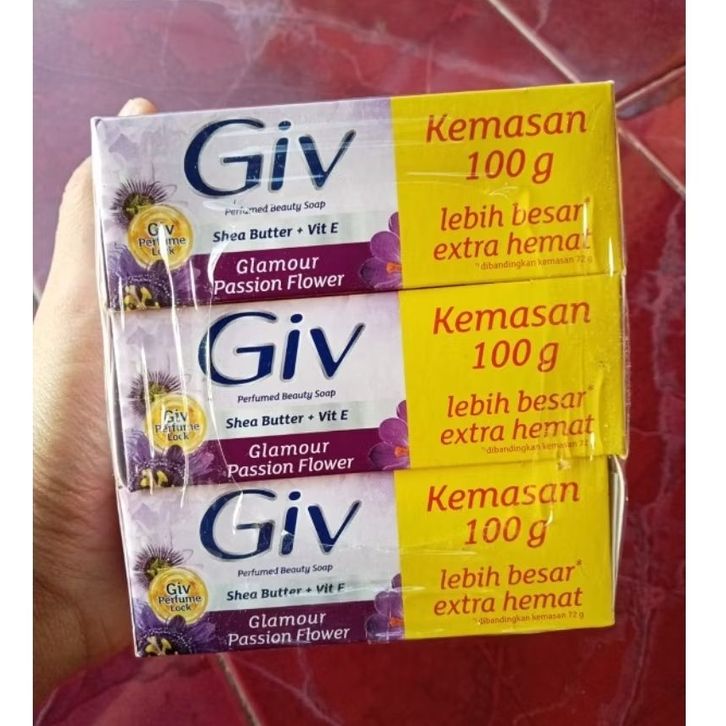 Giv
Perfumed Beauty Soap
Giv
Perfume
Lock
Shea Butter + Vit E
Glamour
Passion Flower
Kemasan
100 g
lebih besar*
extra hemat
*)dibandingkan kemasan 72 g
Giv
Perfumed Beauty Soap
Giv
Perfume
Lock
Shea Butter + Vit E
Glamour
Passion Flower
Kemasan
100 g
lebih besar*
extra hemat
*)dibandingkan kemasan 72
Giv
Perfumed Beauty Soap
Giv
Perfume
Lock
Shea Butter + Vit E
Glamour
Passion Flower
Kemasan
100 g
lebih besar*
extra hemat
*)dibandingkan kemasan 72 g